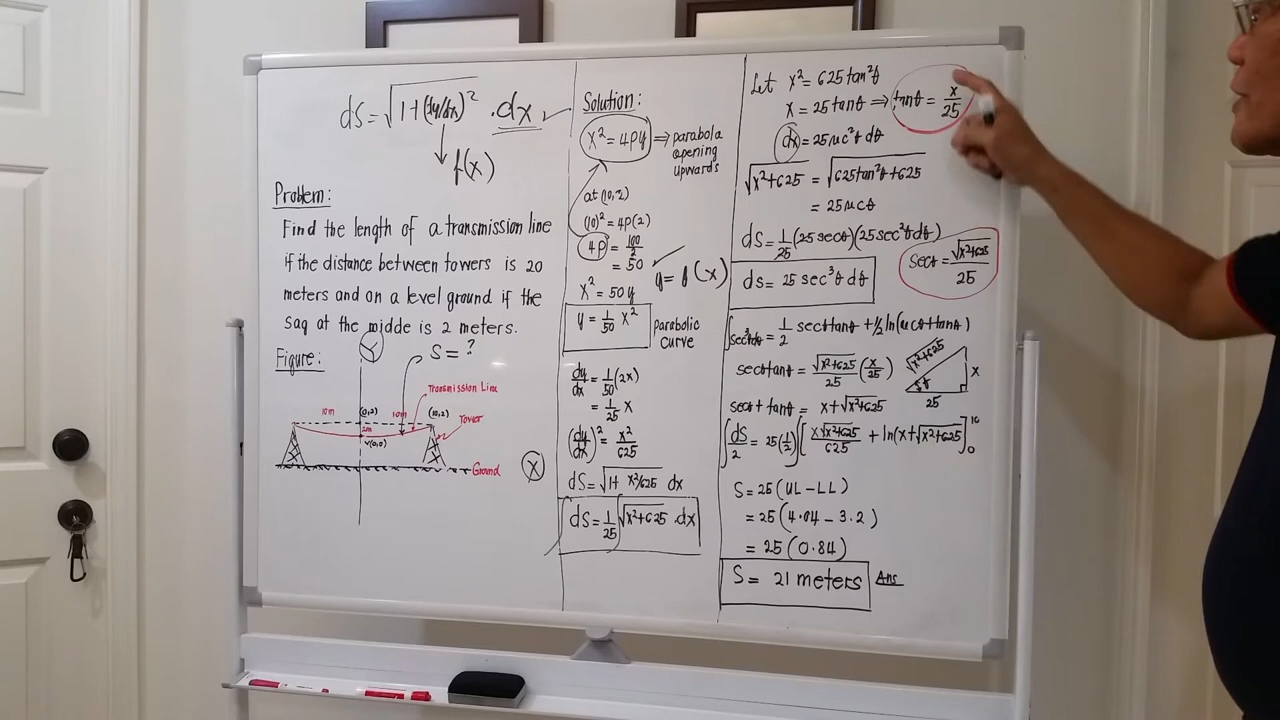 ds = √(1+(dy/dx)²) . dx
f(x)
Problem:
Find the length of a transmission line
if the distance between towers is 20
meters and on a level ground if the
sag at the midde is 2 meters.
Figure:
Y
S = ?
Transmission Line
10m
(0,2)
10m
(10,2)
Tower
2m
V(0,0)
Ground
X
Solution:
x² = 4py ⇒ parabola
opening
upwards
at (10,2)
(10)² = 4P(2)
4P = 100/2
= 50
y = f(x)
x² = 50y
y = 1/50 x²
parabolic
curve
dy/dx = 1/50 (2x)
= 1/25 x
(dy/dx)² = x²/625
ds = √(1+ x²/625) dx
ds = 1/25 √(x²+625) .dx
Let x² = 625 tan²θ
x = 25 tanθ ⇒ tanθ = x/25
dx = 25 sec²θ dθ
√(x²+625) = √(625tan²θ+625)
= 25 secθ
ds = 1/25 (25 secθ)(25 sec²θ dθ)
secθ = √(x²+625)/25
ds = 25 sec³θ dθ
∫sec³θdθ = 1/2 secθtanθ + 1/2 ln(secθ+tanθ)
secθtanθ = √(x²+625)/25 (x/25)
√(x²+625)
x
θ
25
secθ+tanθ = x+√(x²+625)
∫ds/2 = 25(1/2)∫[x√(x²+625)/625 + ln(x+√(x²+625)]₀¹⁰
S = 25(UL-LL)
= 25(4.04 - 3.2)
= 25(0.84)
S = 21 meters Ans